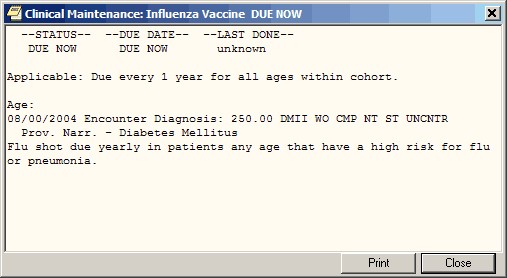 Clinical Maintenance: Influenza Vaccine  DUE NOW
--STATUS--  --DUE DATE--  --LAST DONE--
DUE NOW      DUE NOW       unknown
Applicable: Due every 1 year for all ages within cohort.
Age:
08/00/2004 Encounter Diagnosis: 250.00 DMII WO CMP NT ST UNCNTR
Prov. Narr. - Diabetes Mellitus
Flu shot due yearly in patients any age that have a high risk for flu
or pneumonia.
Print
Close